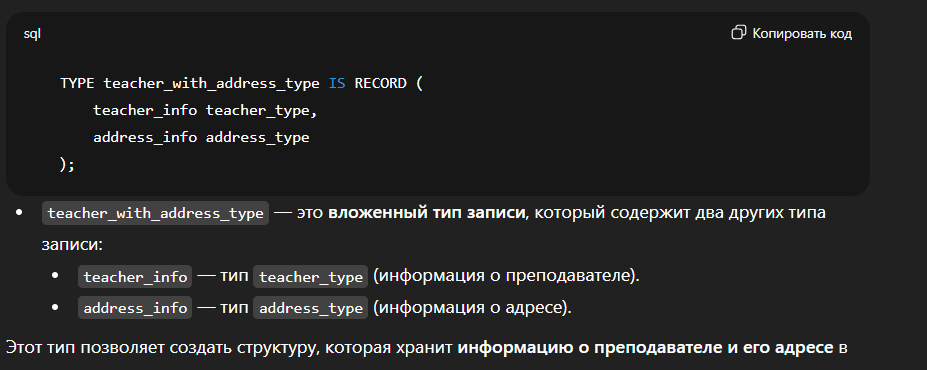 sql
Копировать код
TYPE teacher_with_address_type IS RECORD (
teacher_info teacher_type,
address_info address_type
);
• teacher_with_address_type — это вложенный тип записи, который содержит два других типа
записи:
• teacher_info — тип teacher_type (информация о преподавателе).
• address_info — тип address_type (информация о адресе).
Этот тип позволяет создать структуру, которая хранит информацию о преподавателе и его адресе в